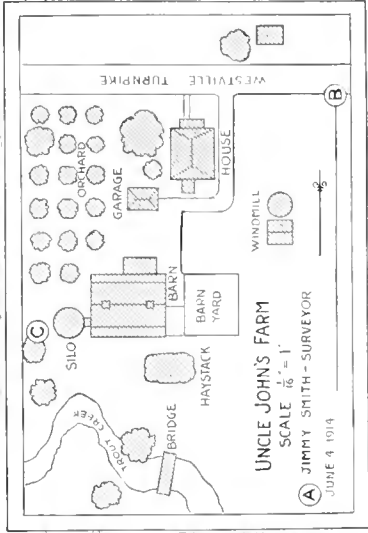 WESTVILLE TURNPIKE
ORCHARD
GARAGE
HOUSE
B
C
SILO
BARN
WINDMILL
BARN
YARD
HAYSTACK
TROUT CREEK
BRIDGE
UNCLE JOHN'S FARM
SCALE 1/16" = 1'
A
JIMMY SMITH - SURVEYOR
JUNE 4 1914